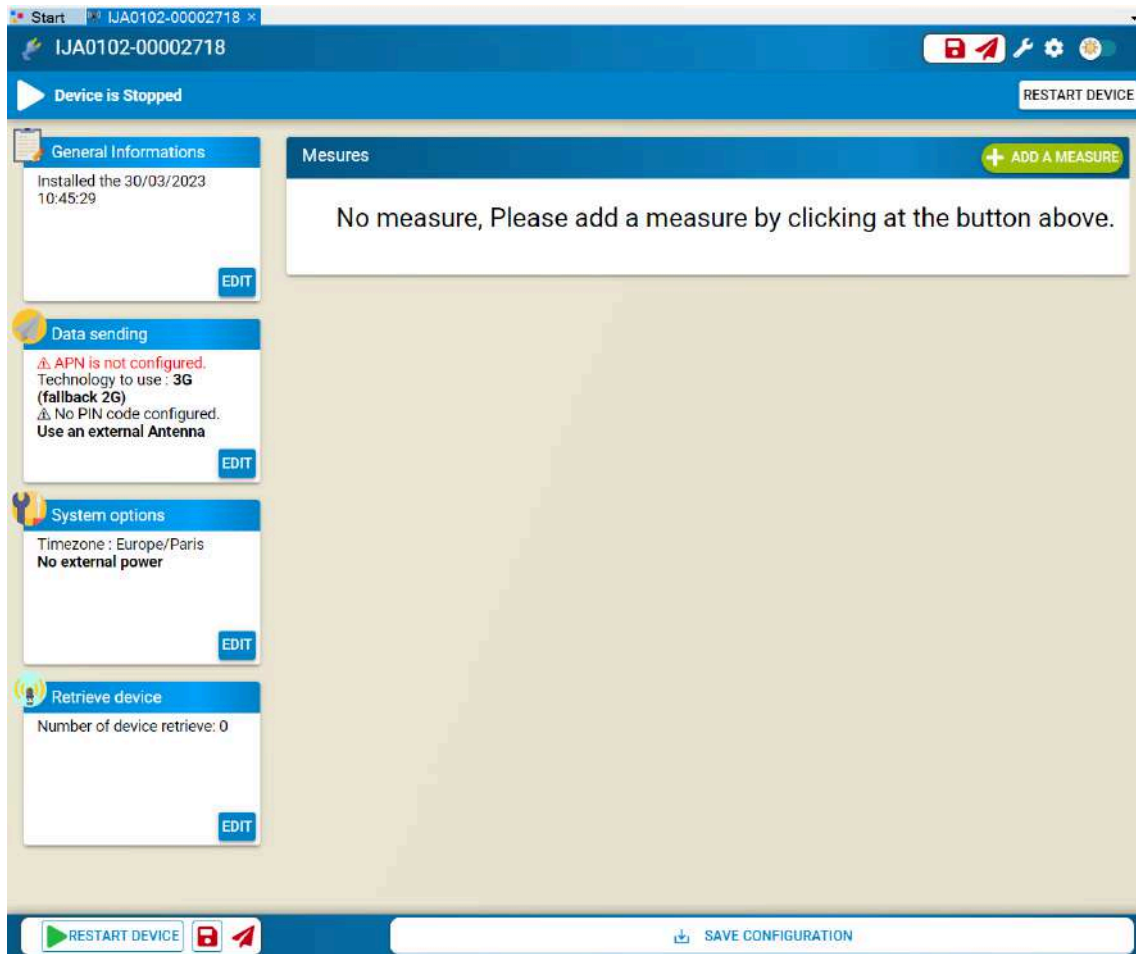 Start
IJA0102-00002718 ×
IJA0102-00002718
Device is Stopped
RESTART DEVICE
General Informations
Installed the 30/03/2023
10:45:29
EDIT
Mesures
ADD A MEASURE
No measure, Please add a measure by clicking at the button above.
Data sending
⚠ APN is not configured.
Technology to use : 3G
(fallback 2G)
⚠ No PIN code configured.
Use an external Antenna
EDIT
System options
Timezone : Europe/Paris
No external power
EDIT
Retrieve device
Number of device retrieve: 0
EDIT
RESTART DEVICE
SAVE CONFIGURATION